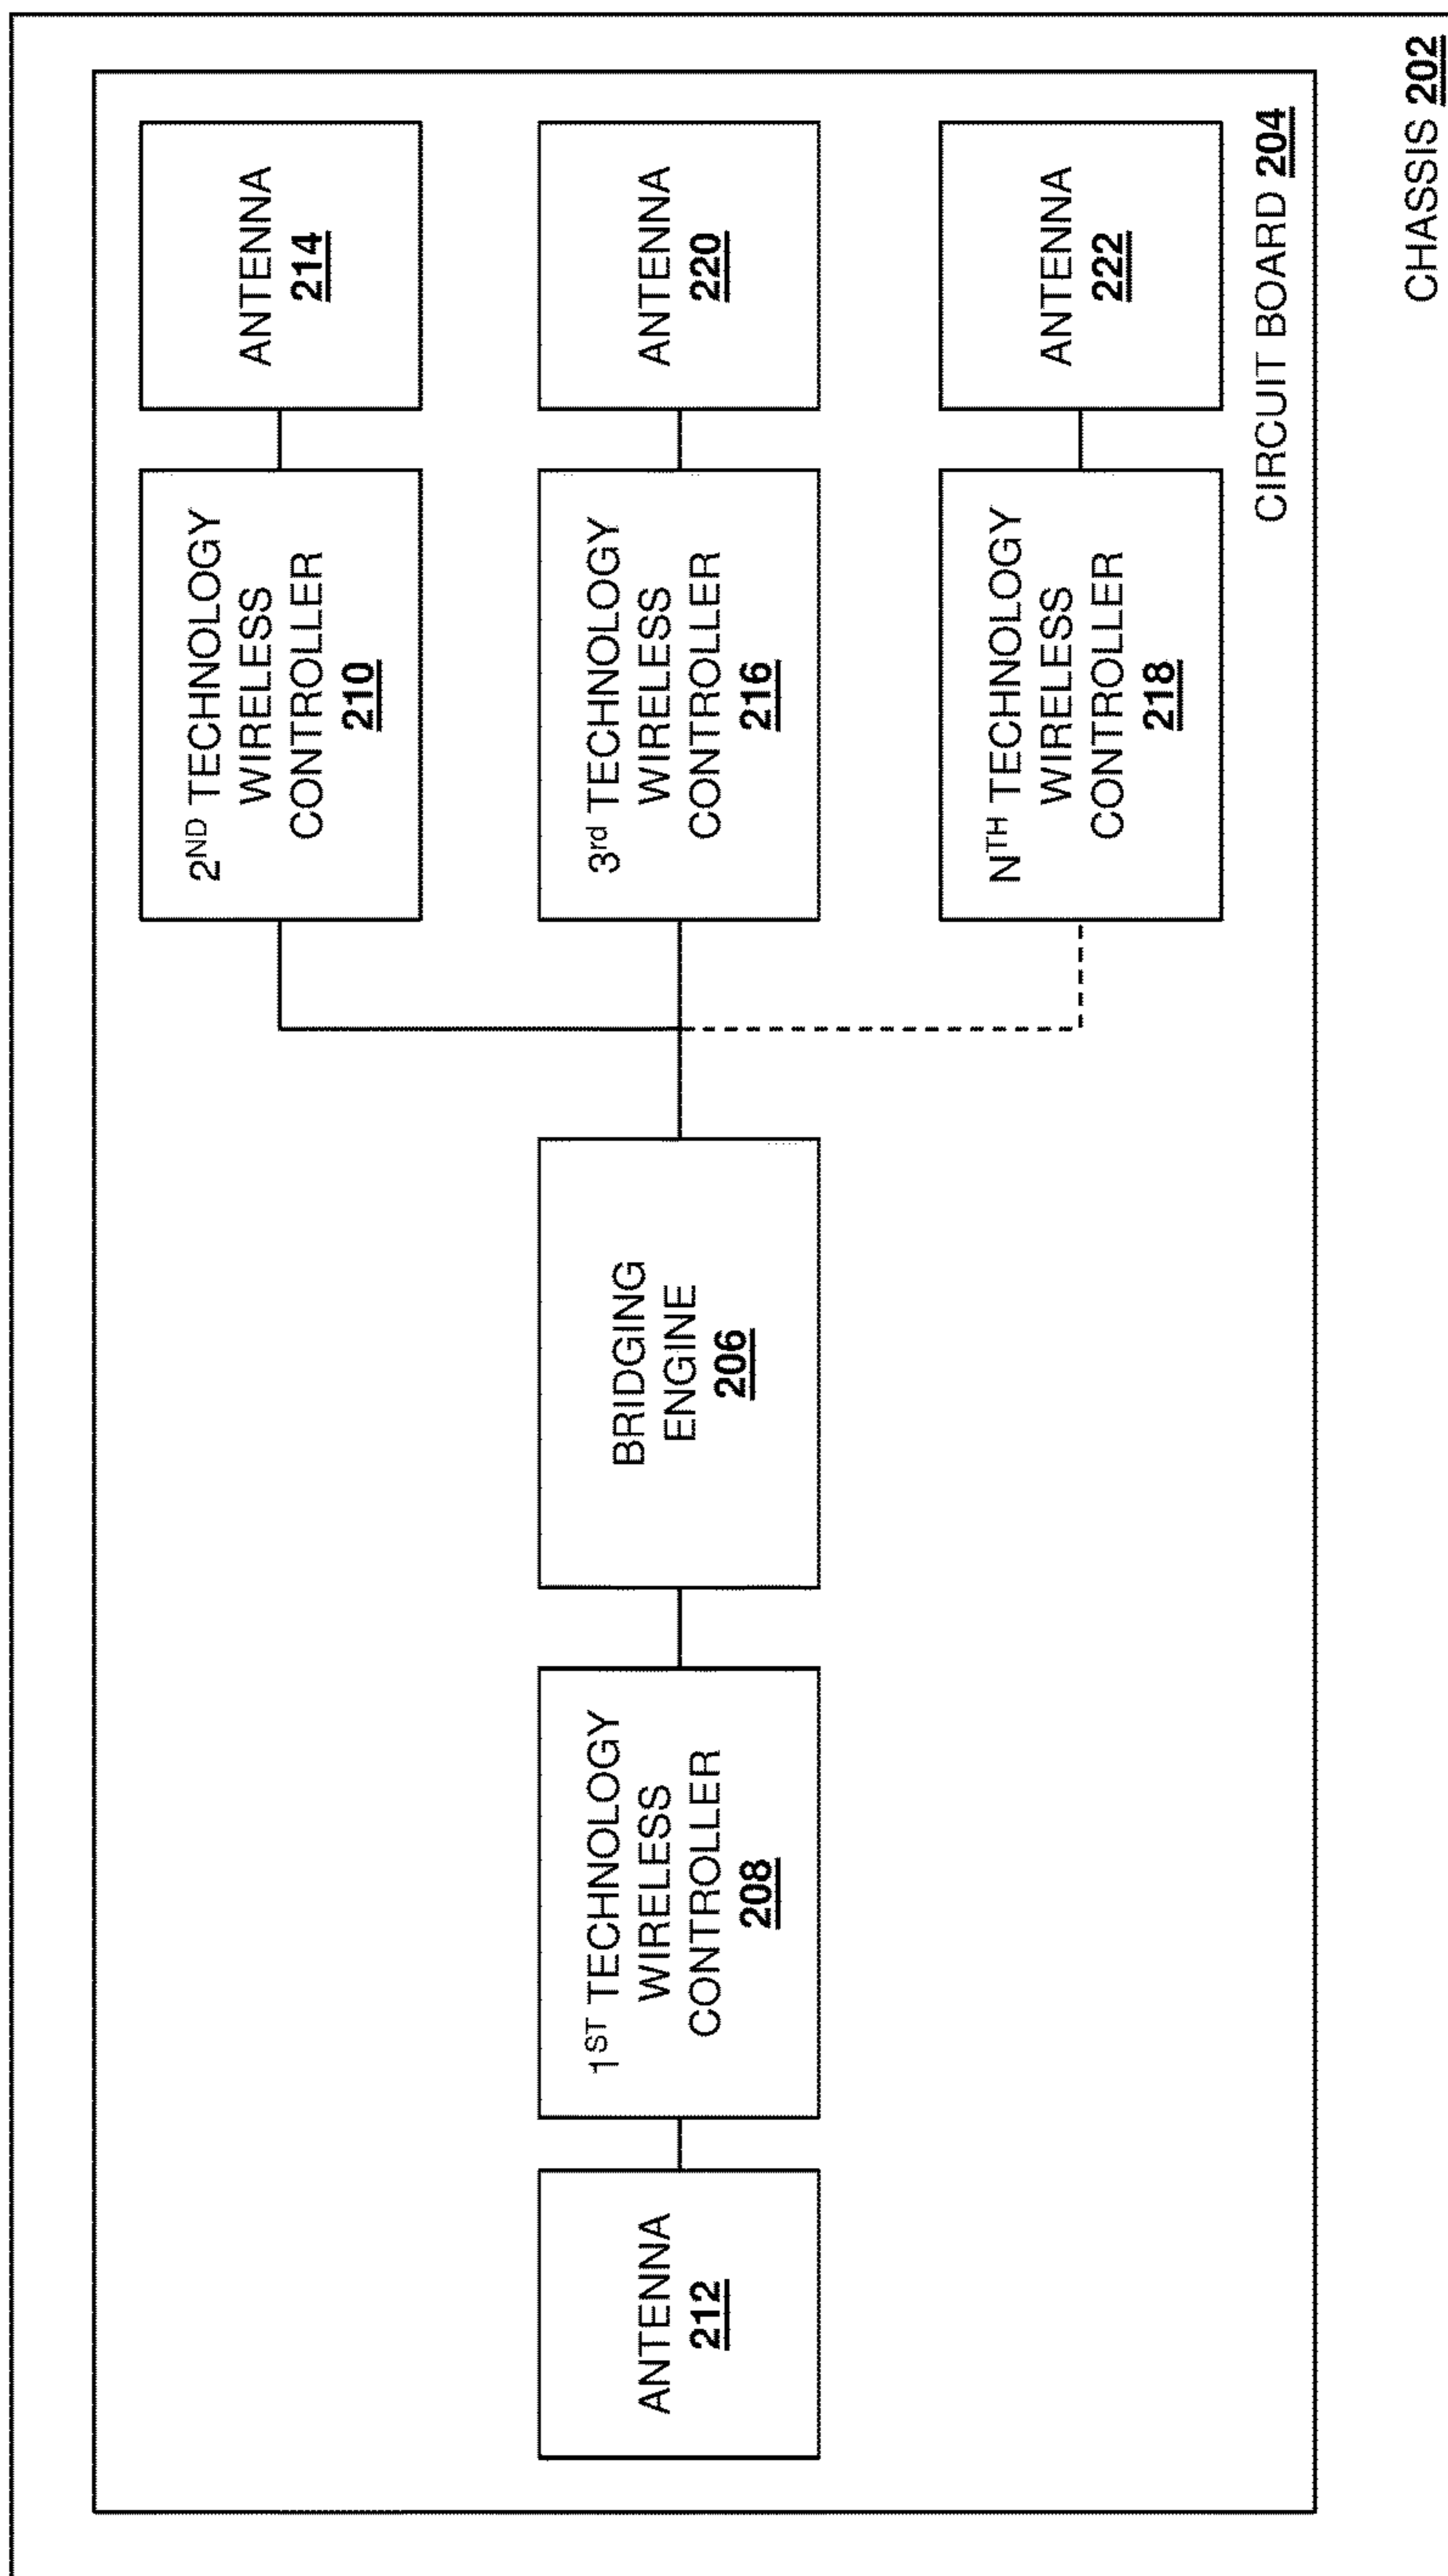 2ND TECHNOLOGY
WIRELESS
CONTROLLER
210
ANTENNA
214
ANTENNA
212
1ST TECHNOLOGY
WIRELESS
CONTROLLER
208
BRIDGING
ENGINE
206
3rd TECHNOLOGY
WIRELESS
CONTROLLER
216
ANTENNA
220
NTH TECHNOLOGY
WIRELESS
CONTROLLER
218
ANTENNA
222
CIRCUIT BOARD 204
CHASSIS 202